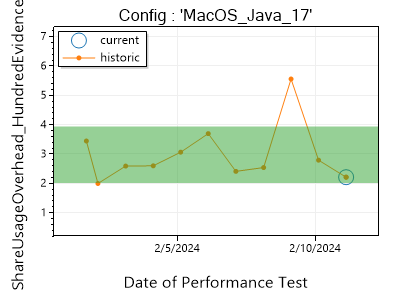 Config : 'MacOS_Java_17'
ShareUsageOverhead_HundredEvidence
7
6
5
4
3
2
1
current
historic
2/5/2024
2/10/2024
Date of Performance Test